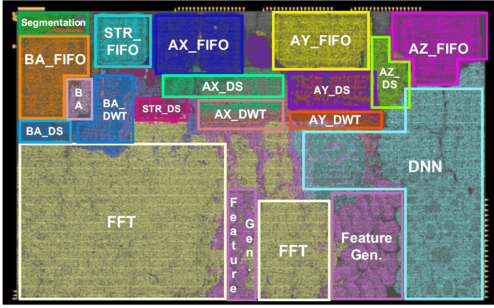 Segmentation
STR_
FIFO
AX_FIFO
AY_FIFO
AZ_FIFO
BA_FIFO
AZ_
DS
B
A
BA_
DWT
AX_DS
AY_DS
STR_DS
AX_DWT
AY_DWT
BA_DS
DNN
FFT
Feature
Gen.
FFT
Feature
Gen.